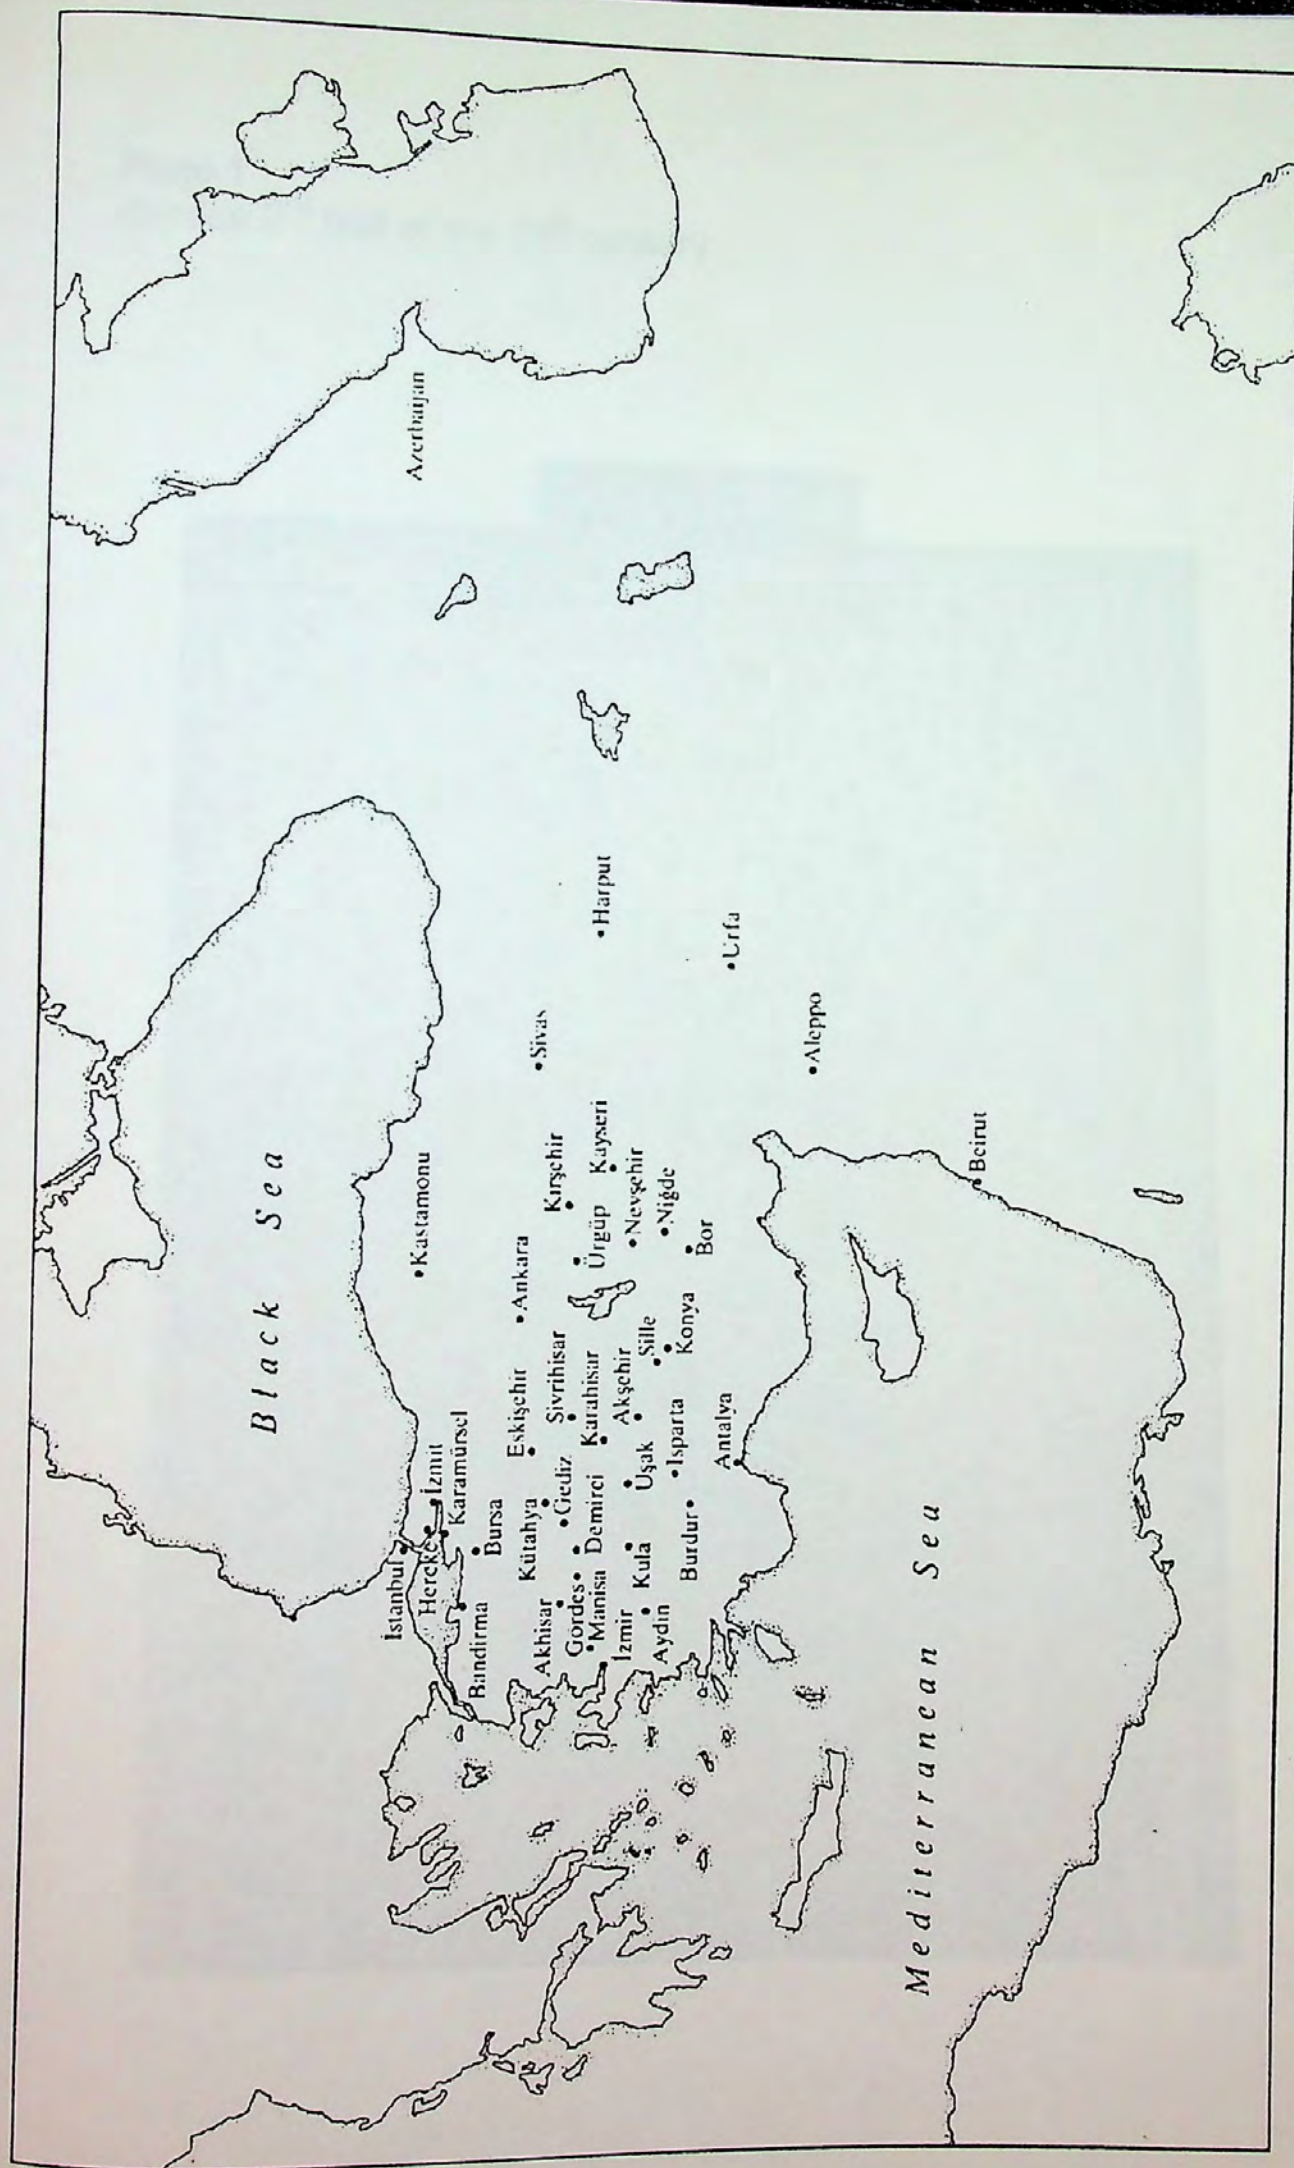 Black Sea
Azerbaijan
İstanbul
Hereke
İzmit
Karamürsel
Kastamonu
Bandırma
Bursa
Eskişehir
Ankara
Sivas
Kütahya
Akhisar
Gediz
Sivrihisar
Kırşehir
Gördes
Demirci
Karahisar
Ürgüp
Kayseri
Harput
Manisa
İzmir
Kula
Uşak
Akşehir
Sille
Nevşehir
Aydın
Burdur
Isparta
Konya
Niğde
Bor
Antalya
Urfa
Aleppo
Beirut
Mediterranean Sea